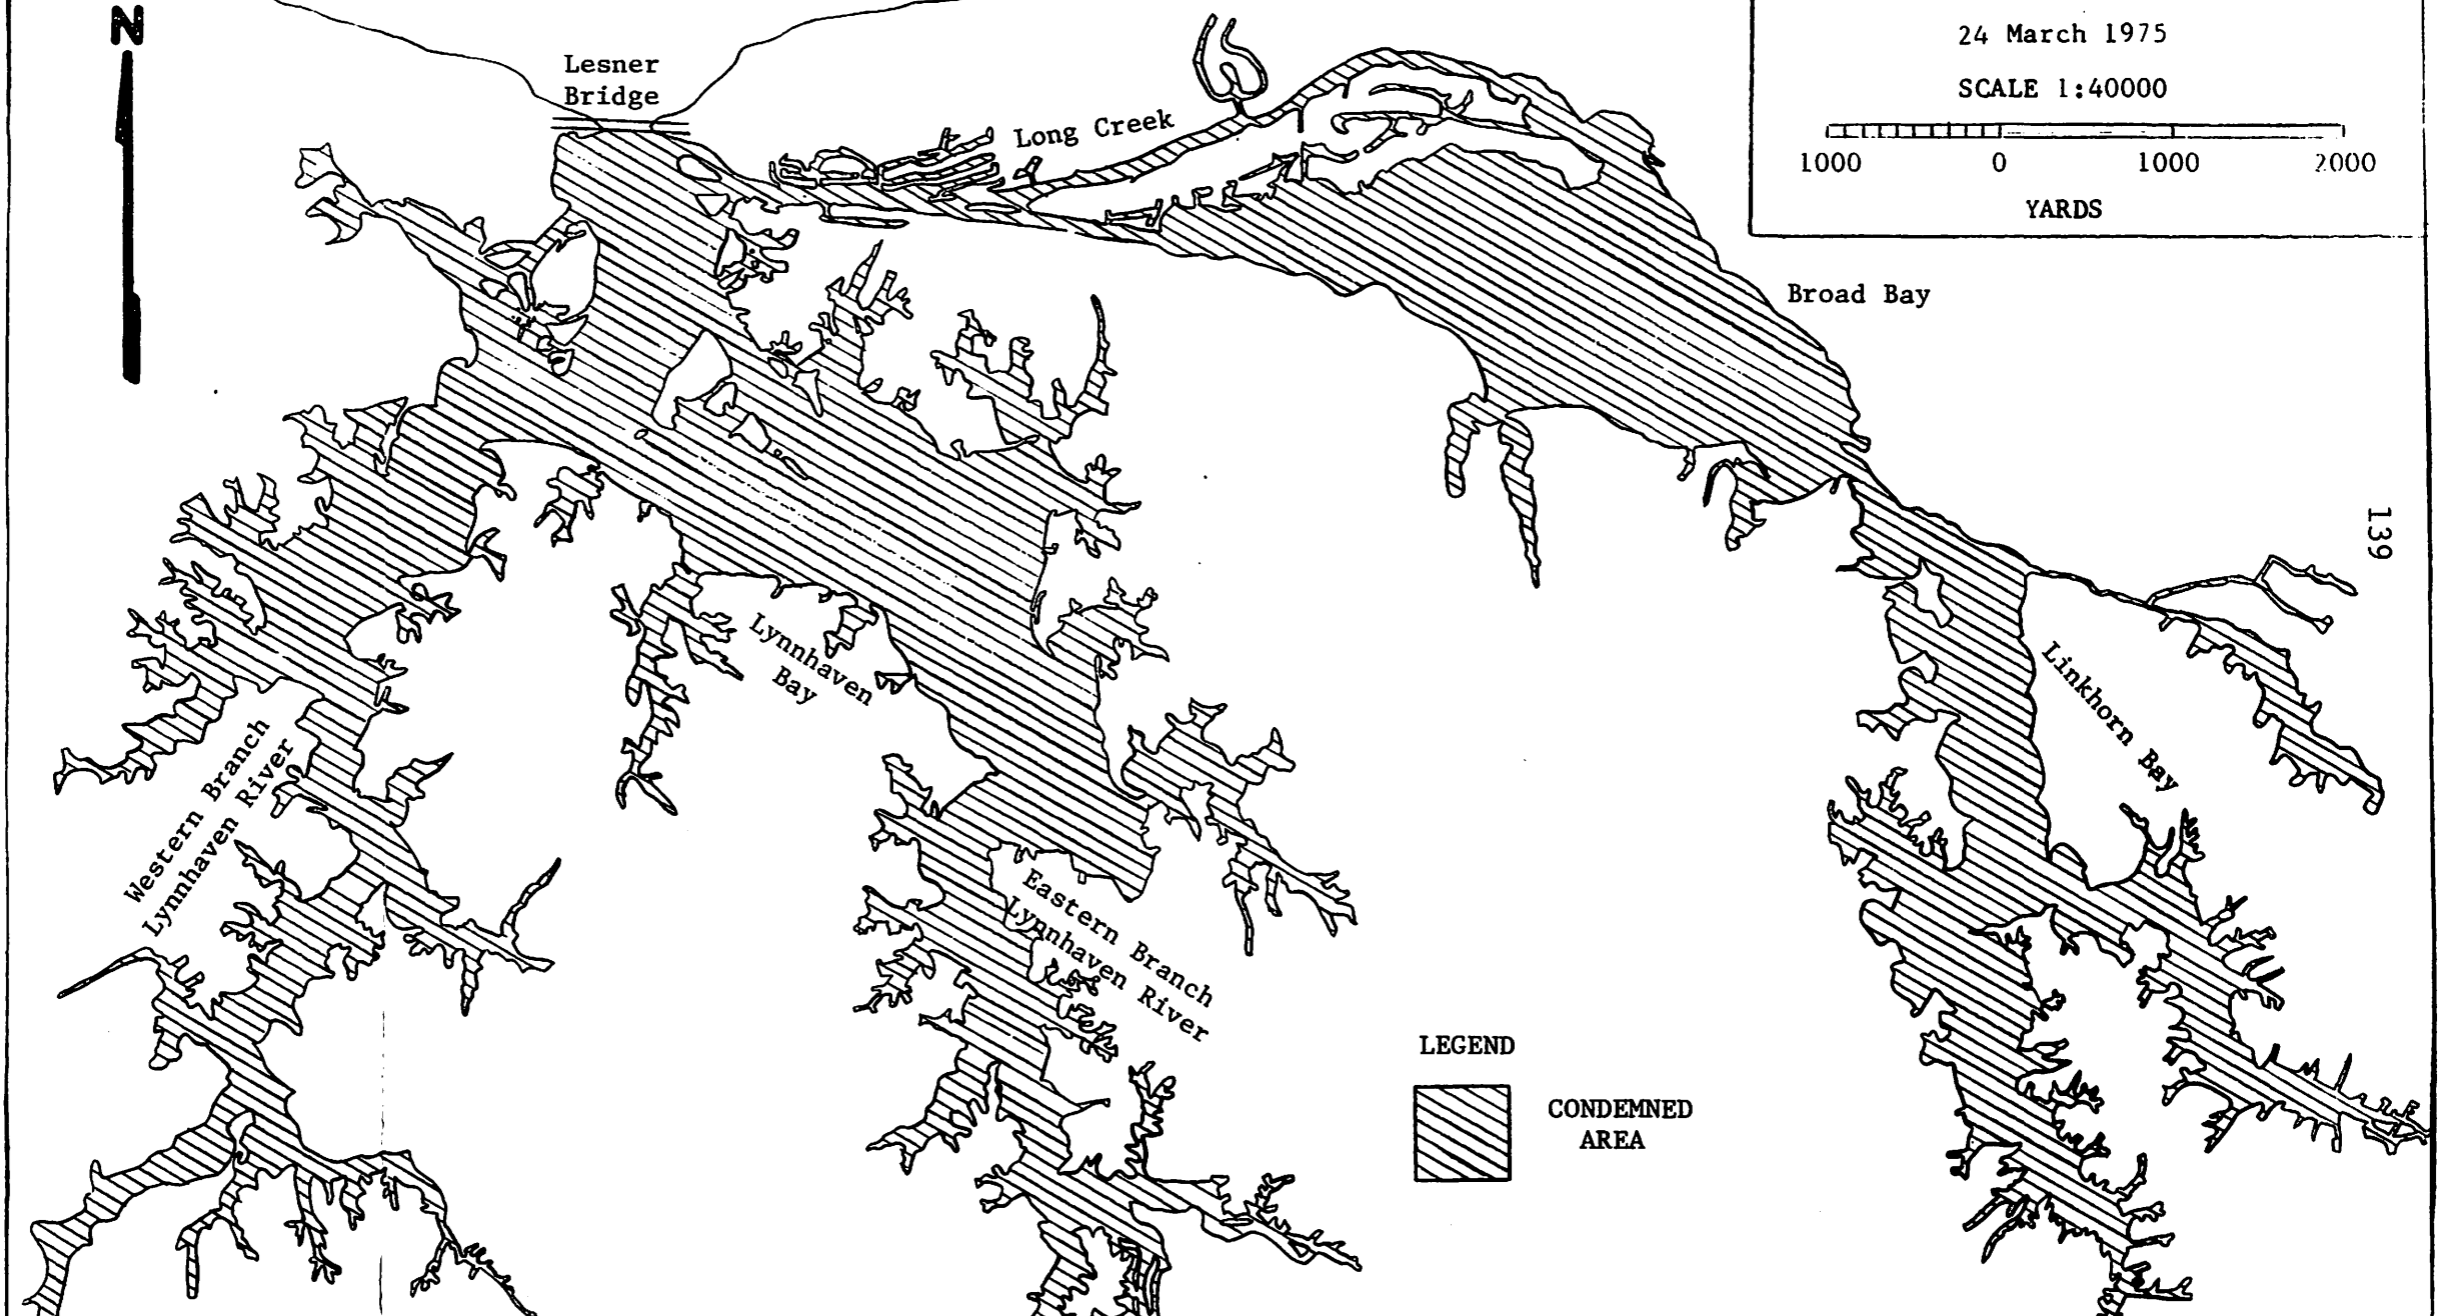 N
24 March 1975
SCALE 1:40000
1000 0 1000 2000
YARDS
Lesner
Bridge
Long Creek
Broad Bay
139
Lynnhaven
Bay
Linkhorn Bay
Western Branch
Lynnhaven River
Eastern Branch
Lynnhaven River
LEGEND
CONDEMNED
AREA